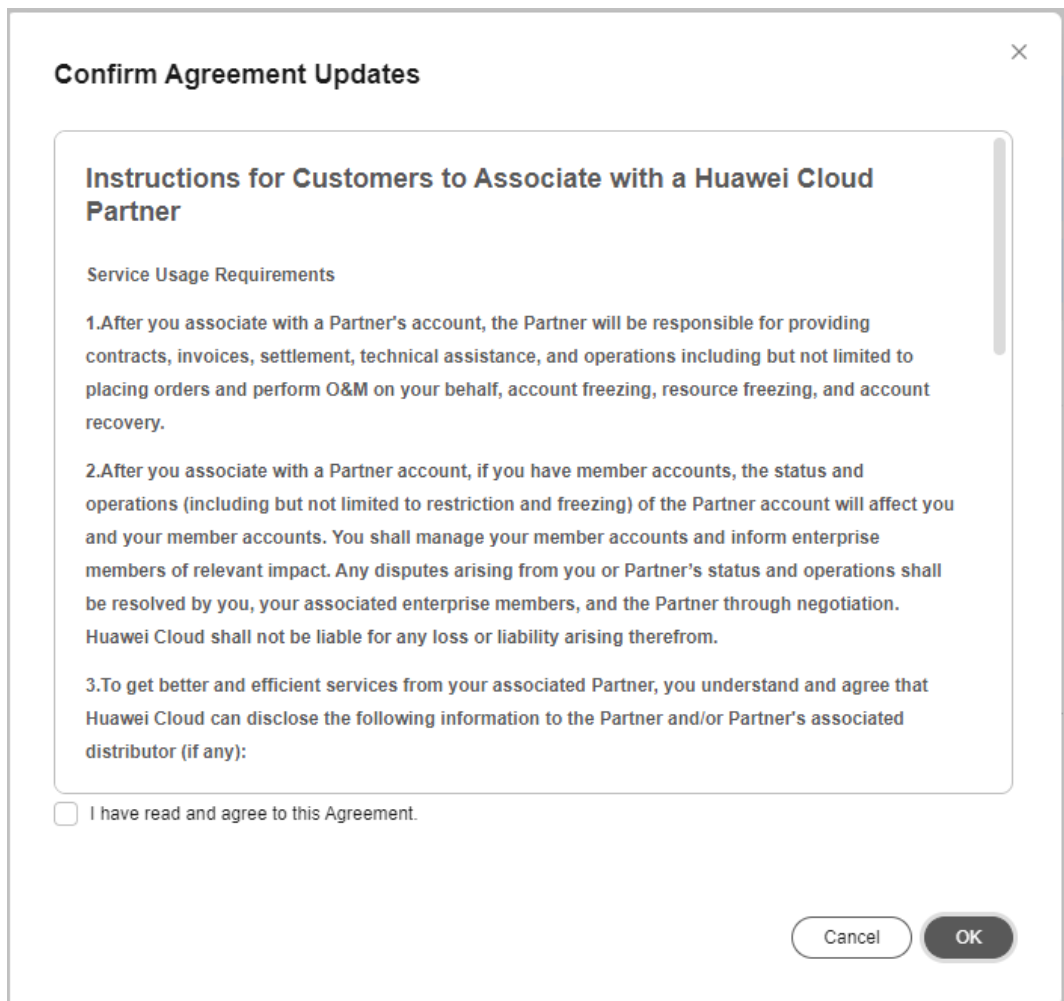 Confirm Agreement Updates
Instructions for Customers to Associate with a Huawei Cloud
Partner
Service Usage Requirements
1.After you associate with a Partner's account, the Partner will be responsible for providing
contracts, invoices, settlement, technical assistance, and operations including but not limited to
placing orders and perform O&M on your behalf, account freezing, resource freezing, and account
recovery.
2.After you associate with a Partner account, if you have member accounts, the status and
operations (including but not limited to restriction and freezing) of the Partner account will affect you
and your member accounts. You shall manage your member accounts and inform enterprise
members of relevant impact. Any disputes arising from you or Partner’s status and operations shall
be resolved by you, your associated enterprise members, and the Partner through negotiation.
Huawei Cloud shall not be liable for any loss or liability arising therefrom.
3.To get better and efficient services from your associated Partner, you understand and agree that
Huawei Cloud can disclose the following information to the Partner and/or Partner's associated
distributor (if any):
I have read and agree to this Agreement.
Cancel OK